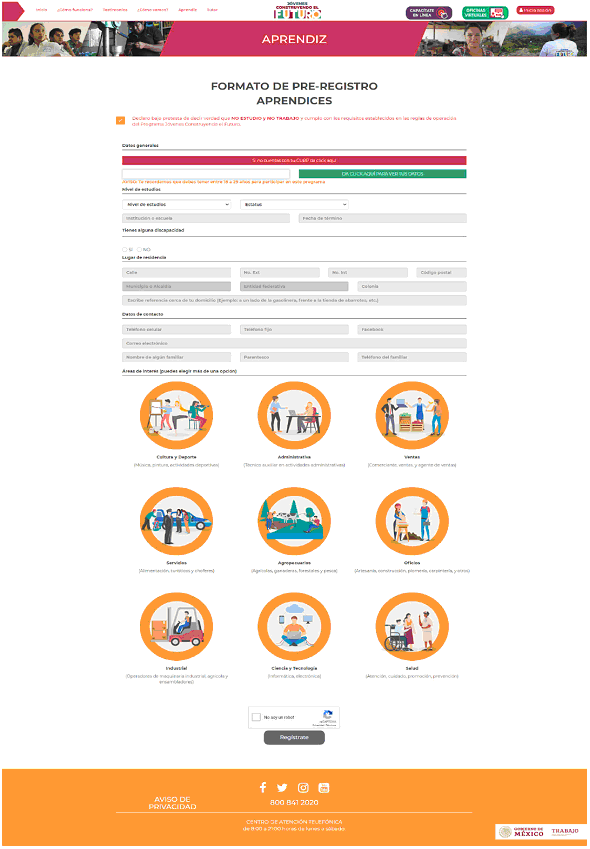 Inicio ¿Cómo funciona? Testimonios ¿Cómo opero? Aprendiz Tutor
JÓVENES
CONSTRUYENDO EL
FUTURO
CAPACÍTATE
EN LÍNEA
OFICINAS
VIRTUALES
APRENDIZ
FORMATO DE PRE-REGISTRO
APRENDICES
Declaro bajo protesta de decir verdad que NO ESTUDIO y NO TRABAJO y cumplo con los requisitos establecidos en las reglas de operación
del Programa Jóvenes Construyendo el Futuro.
Datos generales
Si no cuentas con tu CURP da click aquí
DA CLICK AQUÍ PARA VER TUS DATOS
Nivel de estudios
Nivel de estudios Estatus
Institución o escuela Fecha de término
Tienes alguna discapacidad
SI NO
Lugar de residencia
Calle No. Ext No. Int Código postal
Municipio o Alcaldía Entidad federativa Colonia
Escribe referencia cerca de tu domicilio (Ejemplo: a un lado de la gasolinera, frente a la tienda de abarrotes, etc.)
Datos de contacto
Teléfono celular Teléfono fijo Facebook
Correo electrónico
Nombre de algún familiar Parentesco Teléfono del familiar
Áreas de interés (puedes elegir más de una opción)
Cultura y Deporte
(Música, pintura, actividades deportivas)
Administrativa
(Técnico auxiliar en actividades administrativas)
Ventas
(Comerciante, ventas, y agente de ventas)
Servicios
(Alimentación, turísticos y choferes)
Agropecuarios
(Agrícolas, ganaderos, forestales y pesca)
Oficios
(Artesanía, construcción, plomería, carpintería, y otros)
Industrial
(Operadores de maquinaria industrial, agrícola y
ensambladores)
Ciencia y Tecnología
(Informática, electrónica)
Salud
(Atención, cuidado, promoción, prevención)
No soy un robot
Regístrate
AVISO DE
PRIVACIDAD
800 841 2020
CENTRO DE ATENCIÓN TELEFÓNICA
de 9:00 a 21:00 horas de lunes a sábado
GOBIERNO DE
MÉXICO
TRABAJO